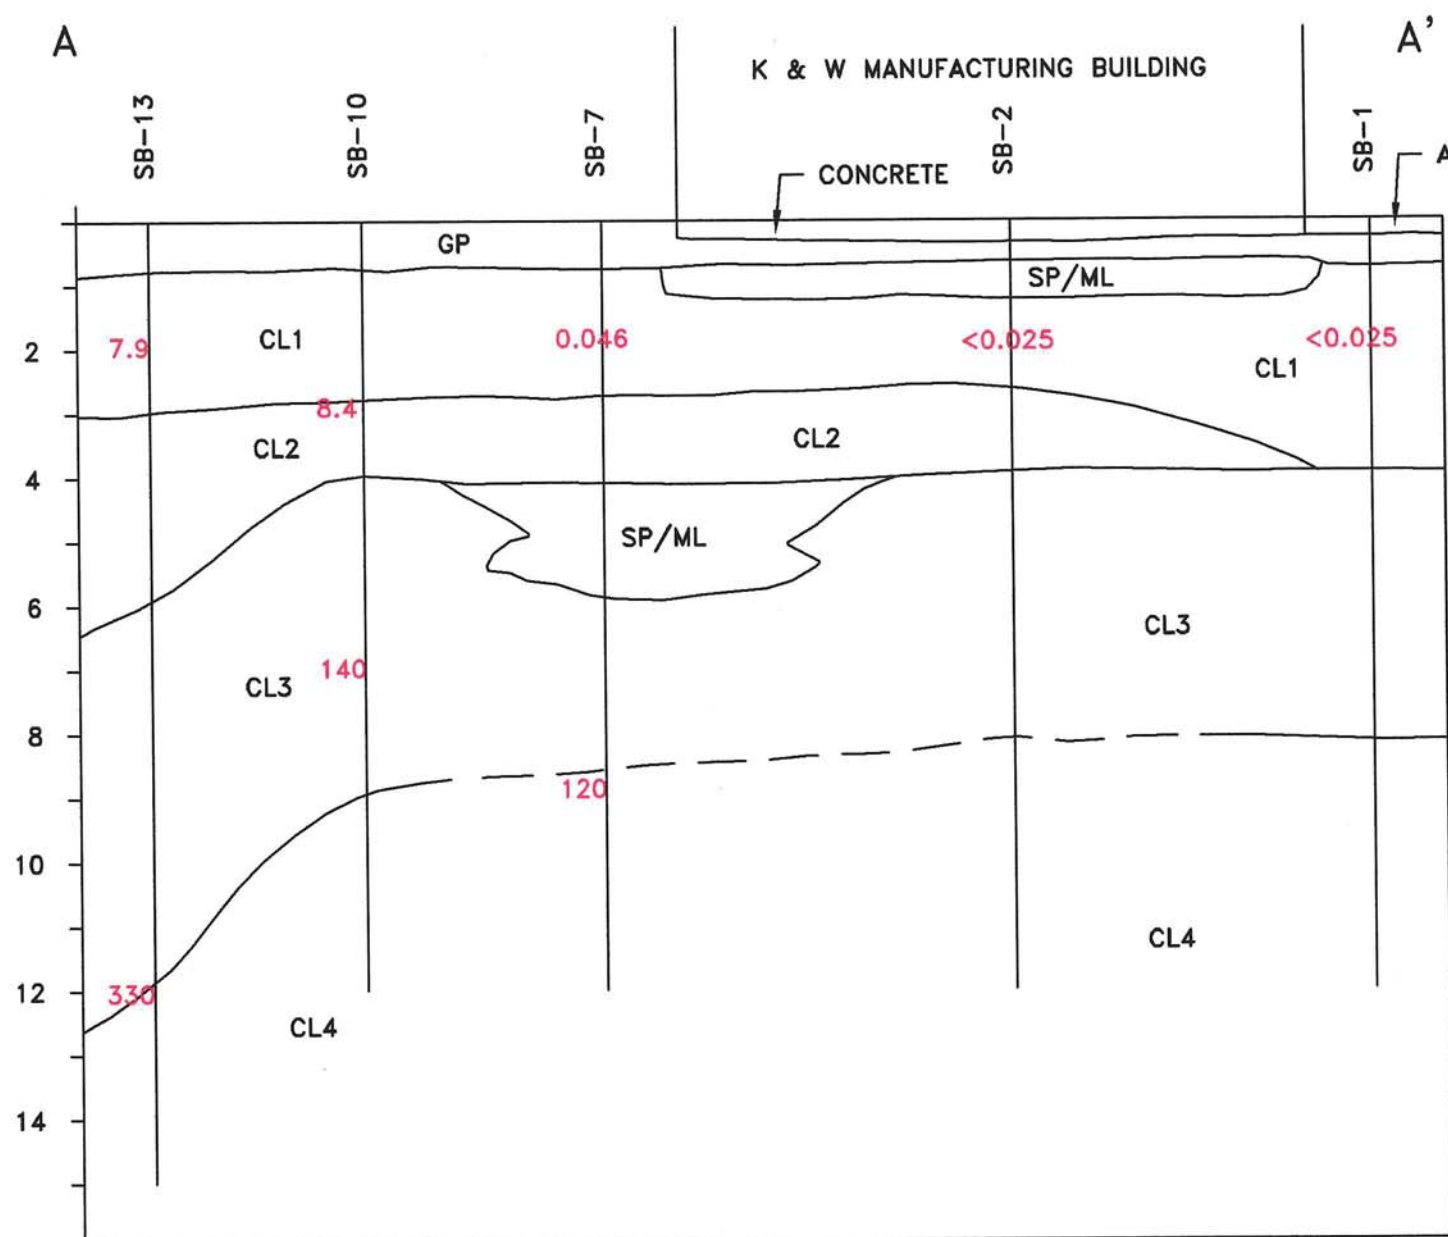 A
A'
K & W MANUFACTURING BUILDING
SB-13
SB-10
SB-7
SB-2
SB-1
CONCRETE
A
GP
SP/ML
2
7.9
CL1
0.046
<0.025
<0.025
CL1
8.4
CL2
CL2
4
SP/ML
6
CL3
CL3
140
8
120
10
CL4
12
330
CL4
14